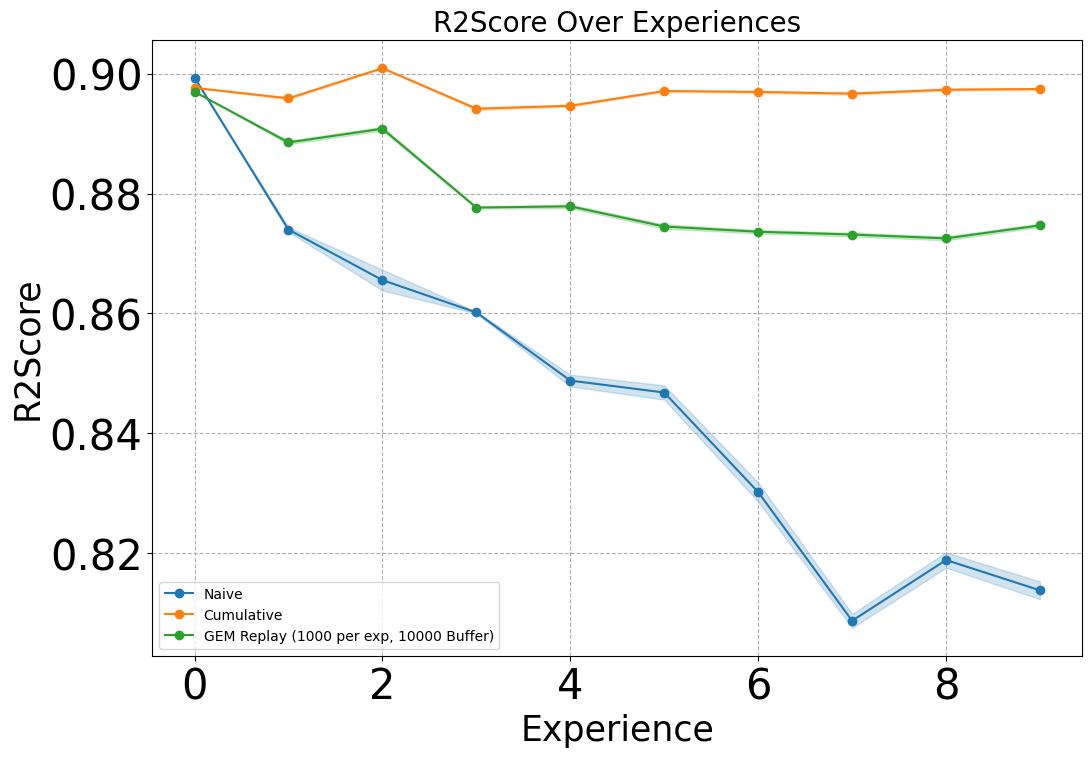 R2Score Over Experiences
0.90
0.88
0.86
0.84
0.82
R2Score
Naive
Cumulative
GEM Replay (1000 per exp, 10000 Buffer)
0 2 4 6 8
Experience